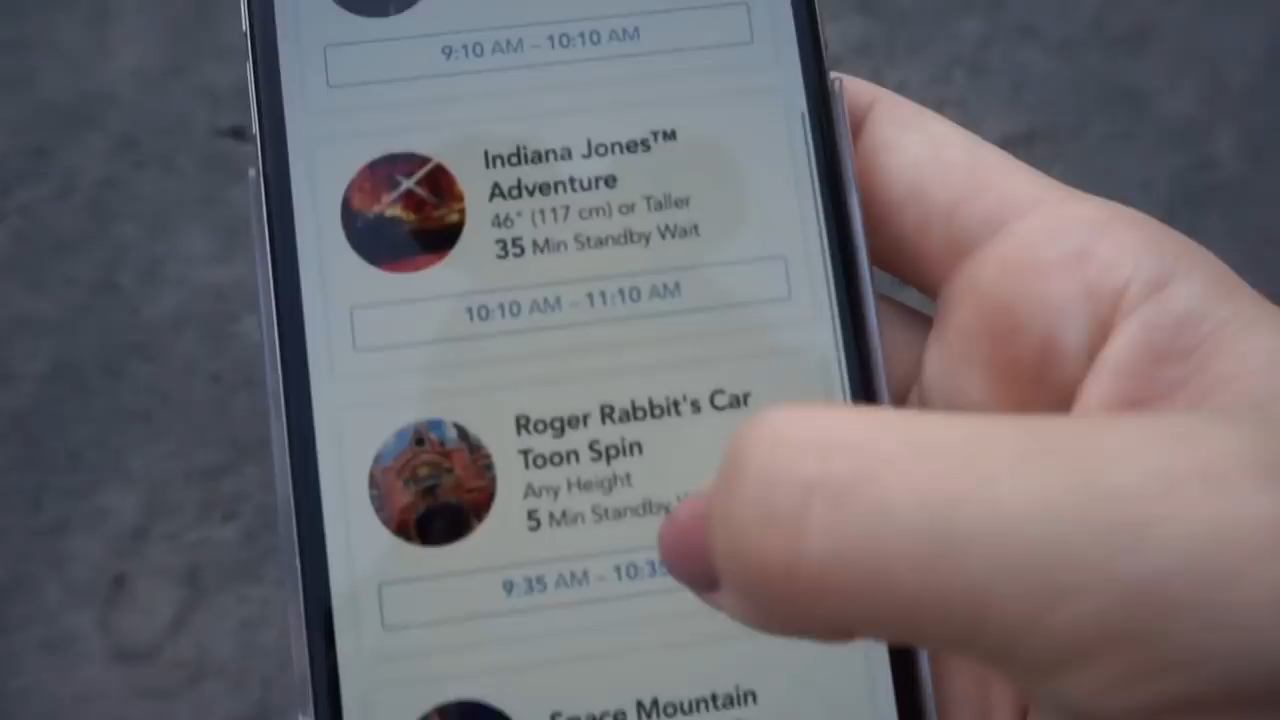 9:10 AM – 10:10 AM
Indiana Jones™
Adventure
46" (117 cm) or Taller
35 Min Standby Wait
10:10 AM – 11:10 AM
Roger Rabbit's Car
Toon Spin
Any Height
5 Min Standby
9:35 AM – 10:35
Space Mountain